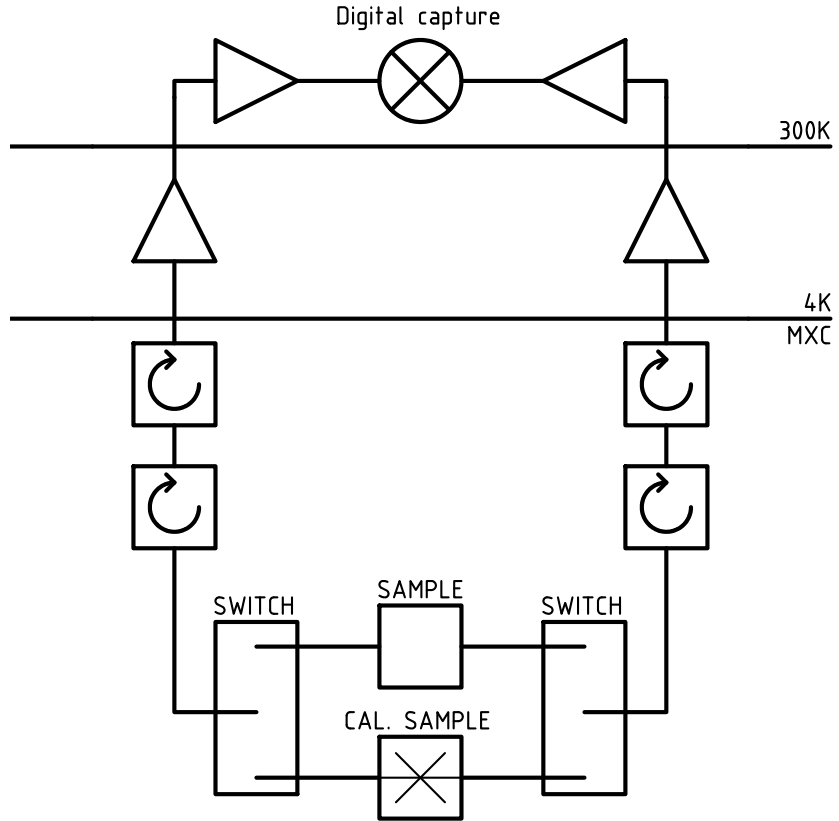 Digital capture
300K
4K
MXC
SAMPLE
SWITCH
SWITCH
CAL. SAMPLE